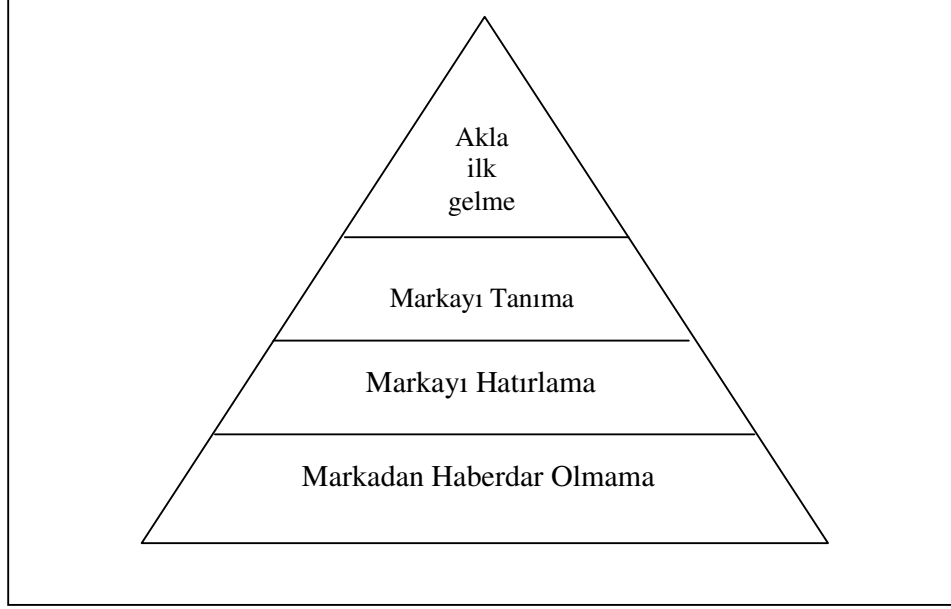 Akla
ilk
gelme
Markayı Tanıma
Markayı Hatırlama
Markadan Haberdar Olmama